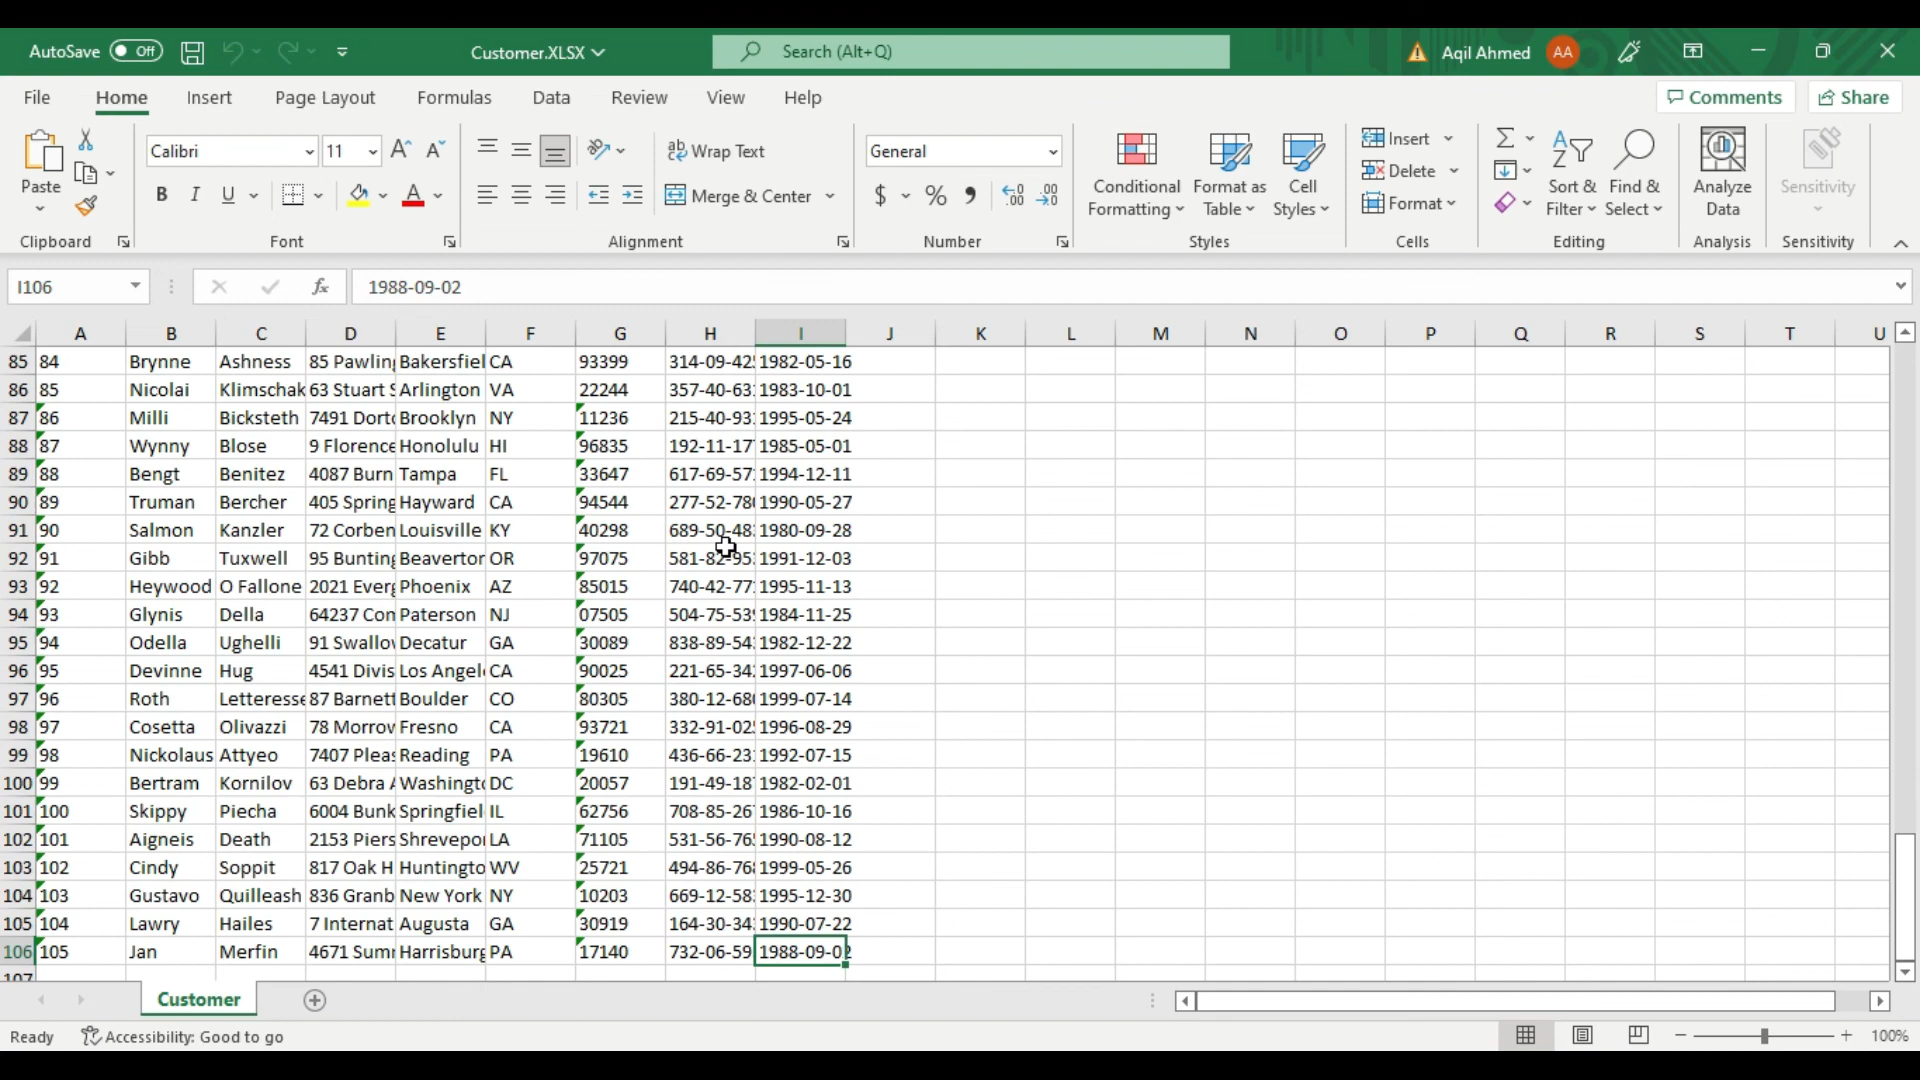 AutoSave Off Customer.XLSX Search (Alt+Q) Aqil Ahmed AA
File Home Insert Page Layout Formulas Data Review View Help Comments Share
Paste
Clipboard
Calibri 11
B I U A
Font
ab Wrap Text
Merge & Center
Alignment
General
$ % 9 .00
Number
Conditional Formatting
Format as Table
Cell Styles
Styles
Insert
Delete
Format
Cells
Sort & Filter
Find & Select
Editing
Analyze Data
Analysis
Sensitivity
Sensitivity
I106 fx 1988-09-02
A B C D E F G H I J K L M N O P Q R S T U
85 84 Brynne Ashness 85 Pawlin Bakersfiel CA 93399 314-09-42 1982-05-16
86 85 Nicolai Klimschak 63 Stuart Arlington VA 22244 357-40-63 1983-10-01
87 86 Milli Bicksteth 7491 Dort Brooklyn NY 11236 215-40-93 1995-05-24
88 87 Wynny Blose 9 Florence Honolulu HI 96835 192-11-17 1985-05-01
89 88 Bengt Benitez 4087 Burn Tampa FL 33647 617-69-57 1994-12-11
90 89 Truman Bercher 405 Spring Hayward CA 94544 277-52-78 1990-05-27
91 90 Salmon Kanzler 72 Corben Louisville KY 40298 689-50-48 1980-09-28
92 91 Gibb Tuxwell 95 Bunting Beaverton OR 97075 581-82-95 1991-12-03
93 92 Heywood O Fallone 2021 Everg Phoenix AZ 85015 740-42-77 1995-11-13
94 93 Glynis Della 64237 Con Paterson NJ 07505 504-75-53 1984-11-25
95 94 Odella Ughelli 91 Swallow Decatur GA 30089 838-89-54 1982-12-22
96 95 Devinne Hug 4541 Divis Los Angel CA 90025 221-65-34 1997-06-06
97 96 Roth Letteresse 87 Barnett Boulder CO 80305 380-12-68 1999-07-14
98 97 Cosetta Olivazzi 78 Morrow Fresno CA 93721 332-91-02 1996-08-29
99 98 Nickolaus Attyeo 7407 Pleas Reading PA 19610 436-66-23 1992-07-15
100 99 Bertram Kornilov 63 Debra Washingt DC 20057 191-49-18 1982-02-01
101 100 Skippy Piecha 6004 Bunk Springfiel IL 62756 708-85-26 1986-10-16
102 101 Aigneis Death 2153 Piers Shrevepo LA 71105 531-56-76 1990-08-12
103 102 Cindy Soppit 817 Oak H Huntingto WV 25721 494-86-76 1999-05-26
104 103 Gustavo Quilleash 836 Granb New York NY 10203 669-12-58 1995-12-30
105 104 Lawry Hailes 7 Internat Augusta GA 30919 164-30-34 1990-07-22
106 105 Jan Merfin 4671 Sum Harrisburg PA 17140 732-06-59 1988-09-02
107
Customer
Ready Accessibility: Good to go 100%